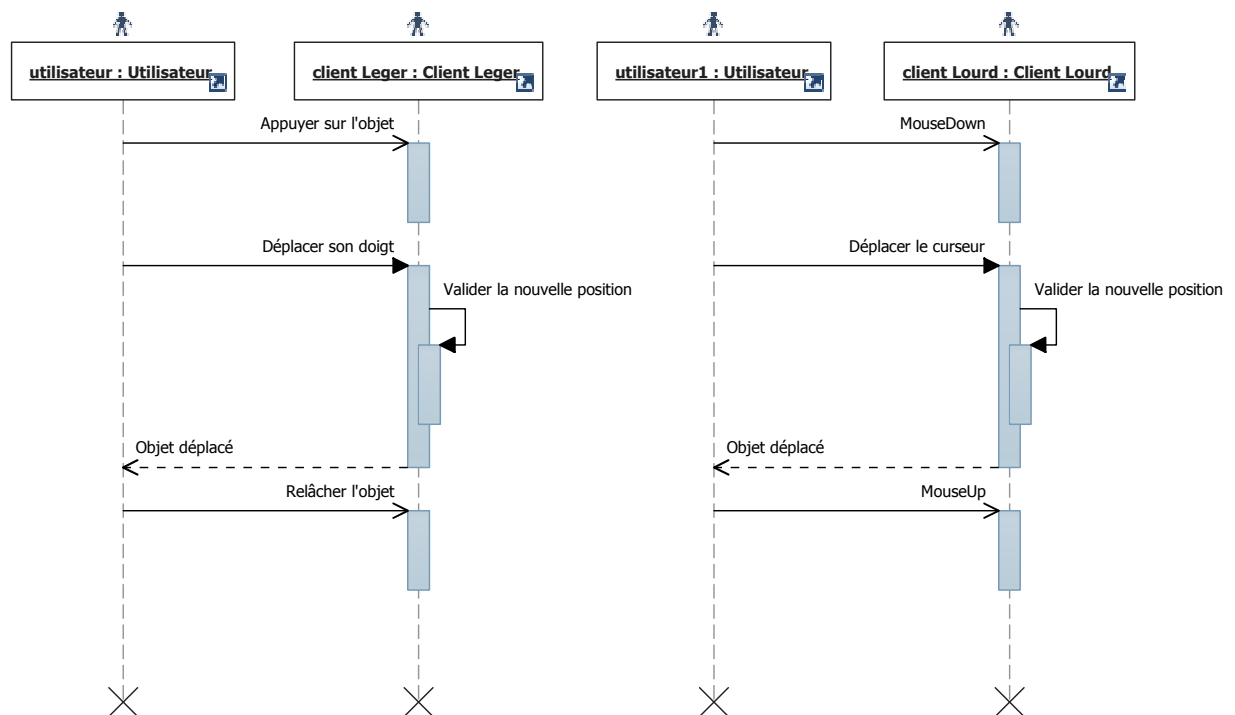 utilisateur : Utilisateur
client Leger : Client Leger
utilisateur1 : Utilisateur
client Lourd : Client Lourd
Appuyer sur l'objet
MouseDown
Déplacer son doigt
Déplacer le curseur
Valider la nouvelle position
Valider la nouvelle position
Objet déplacé
Objet déplacé
Relâcher l'objet
MouseUp